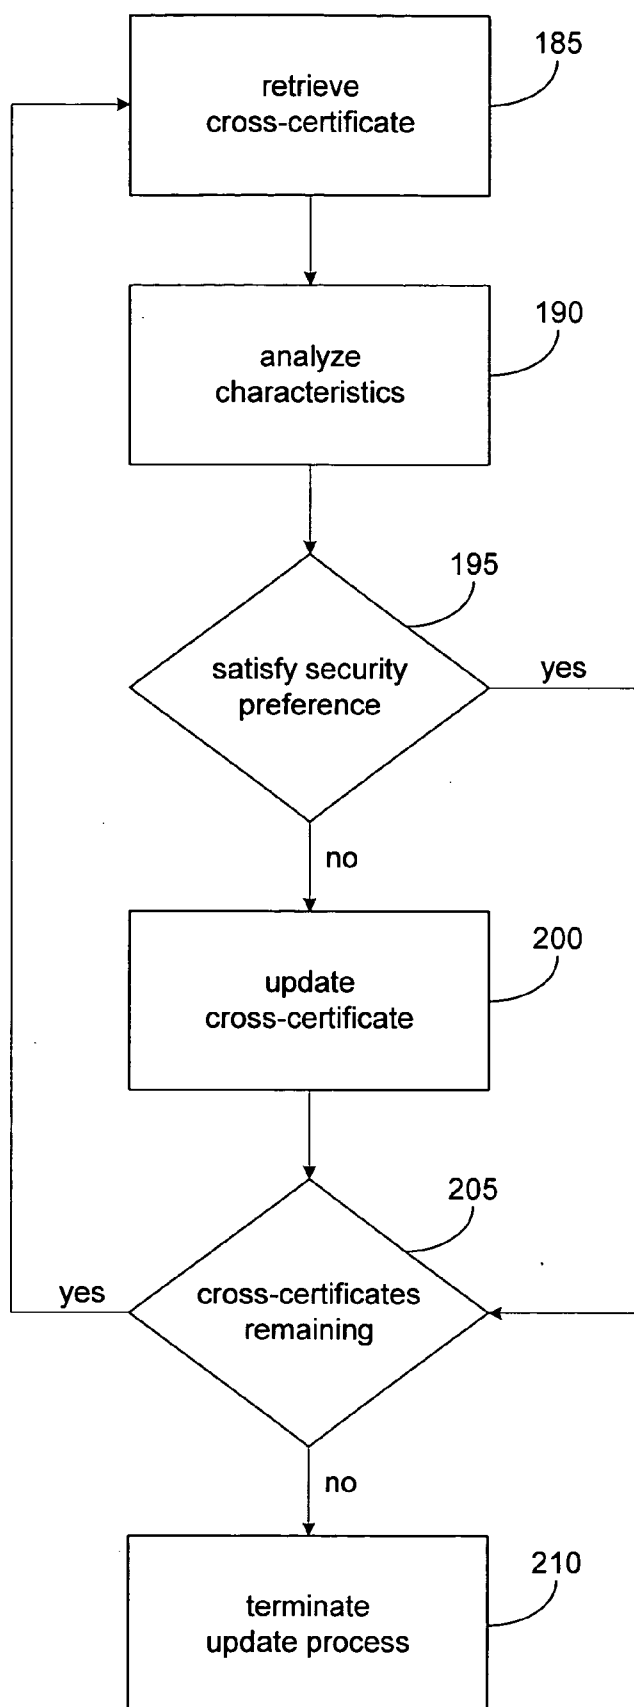 185
retrieve
cross-certificate
190
analyze
characteristics
195
satisfy security
preference
yes
no
200
update
cross-certificate
205
yes
cross-certificates
remaining
no
210
terminate
update process